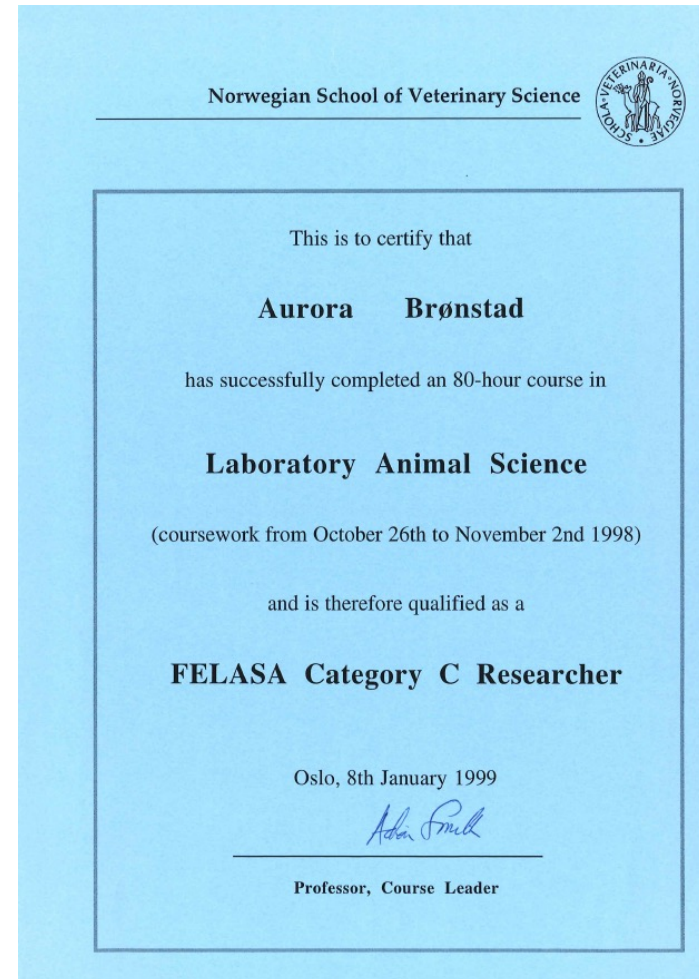 Norwegian School of Veterinary Science
SCHOLA • VETERINARIA • NORVEGIAE •
This is to certify that
Aurora Brønstad
has successfully completed an 80-hour course in
Laboratory Animal Science
(coursework from October 26th to November 2nd 1998)
and is therefore qualified as a
FELASA Category C Researcher
Oslo, 8th January 1999
Adrian Smith
Professor, Course Leader